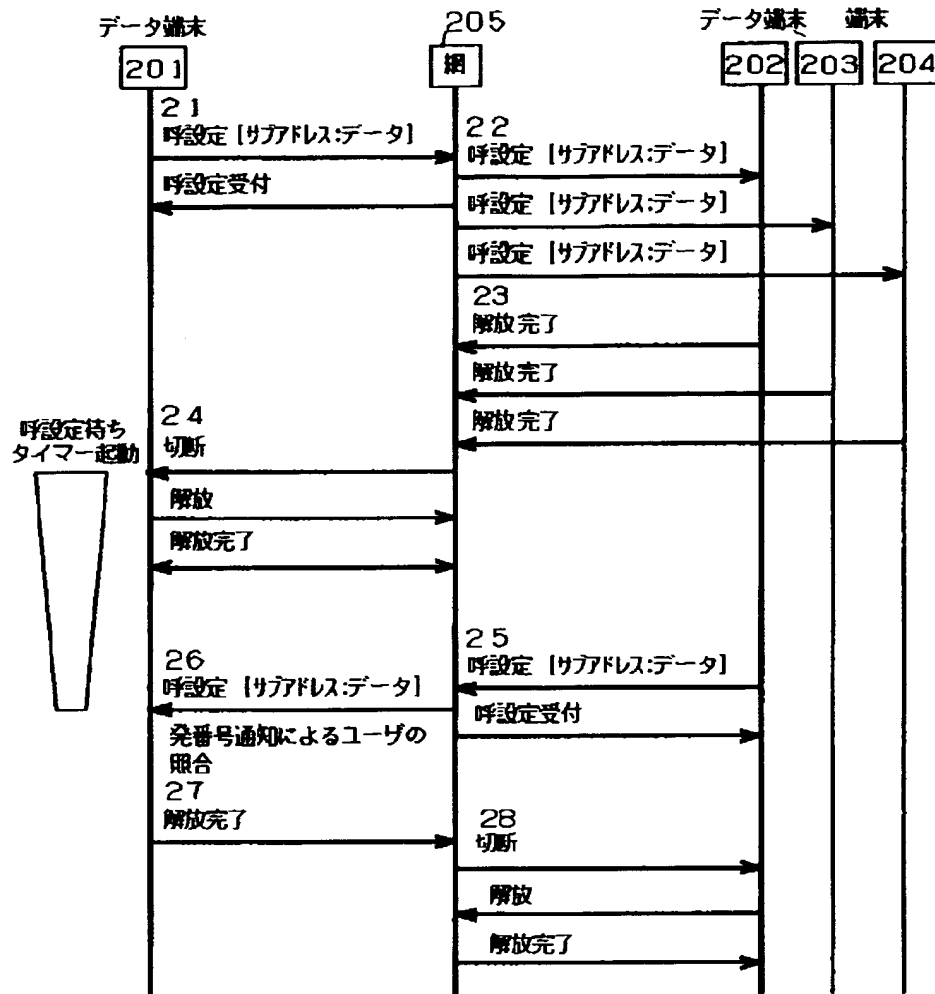 データ端末
205
データ端末
端末
201
網
202
203
204
21
呼設定 [サブアドレス:データ]
22
呼設定 [サブアドレス:データ]
呼設定受付
呼設定 [サブアドレス:データ]
呼設定 [サブアドレス:データ]
23
解放完了
解放完了
解放完了
24
切断
呼設定待ち
タイマー起動
解放
解放完了
25
呼設定 [サブアドレス:データ]
26
呼設定 [サブアドレス:データ]
呼設定受付
発番号通知によるユーザの
照合
27
解放完了
28
切断
解放
解放完了